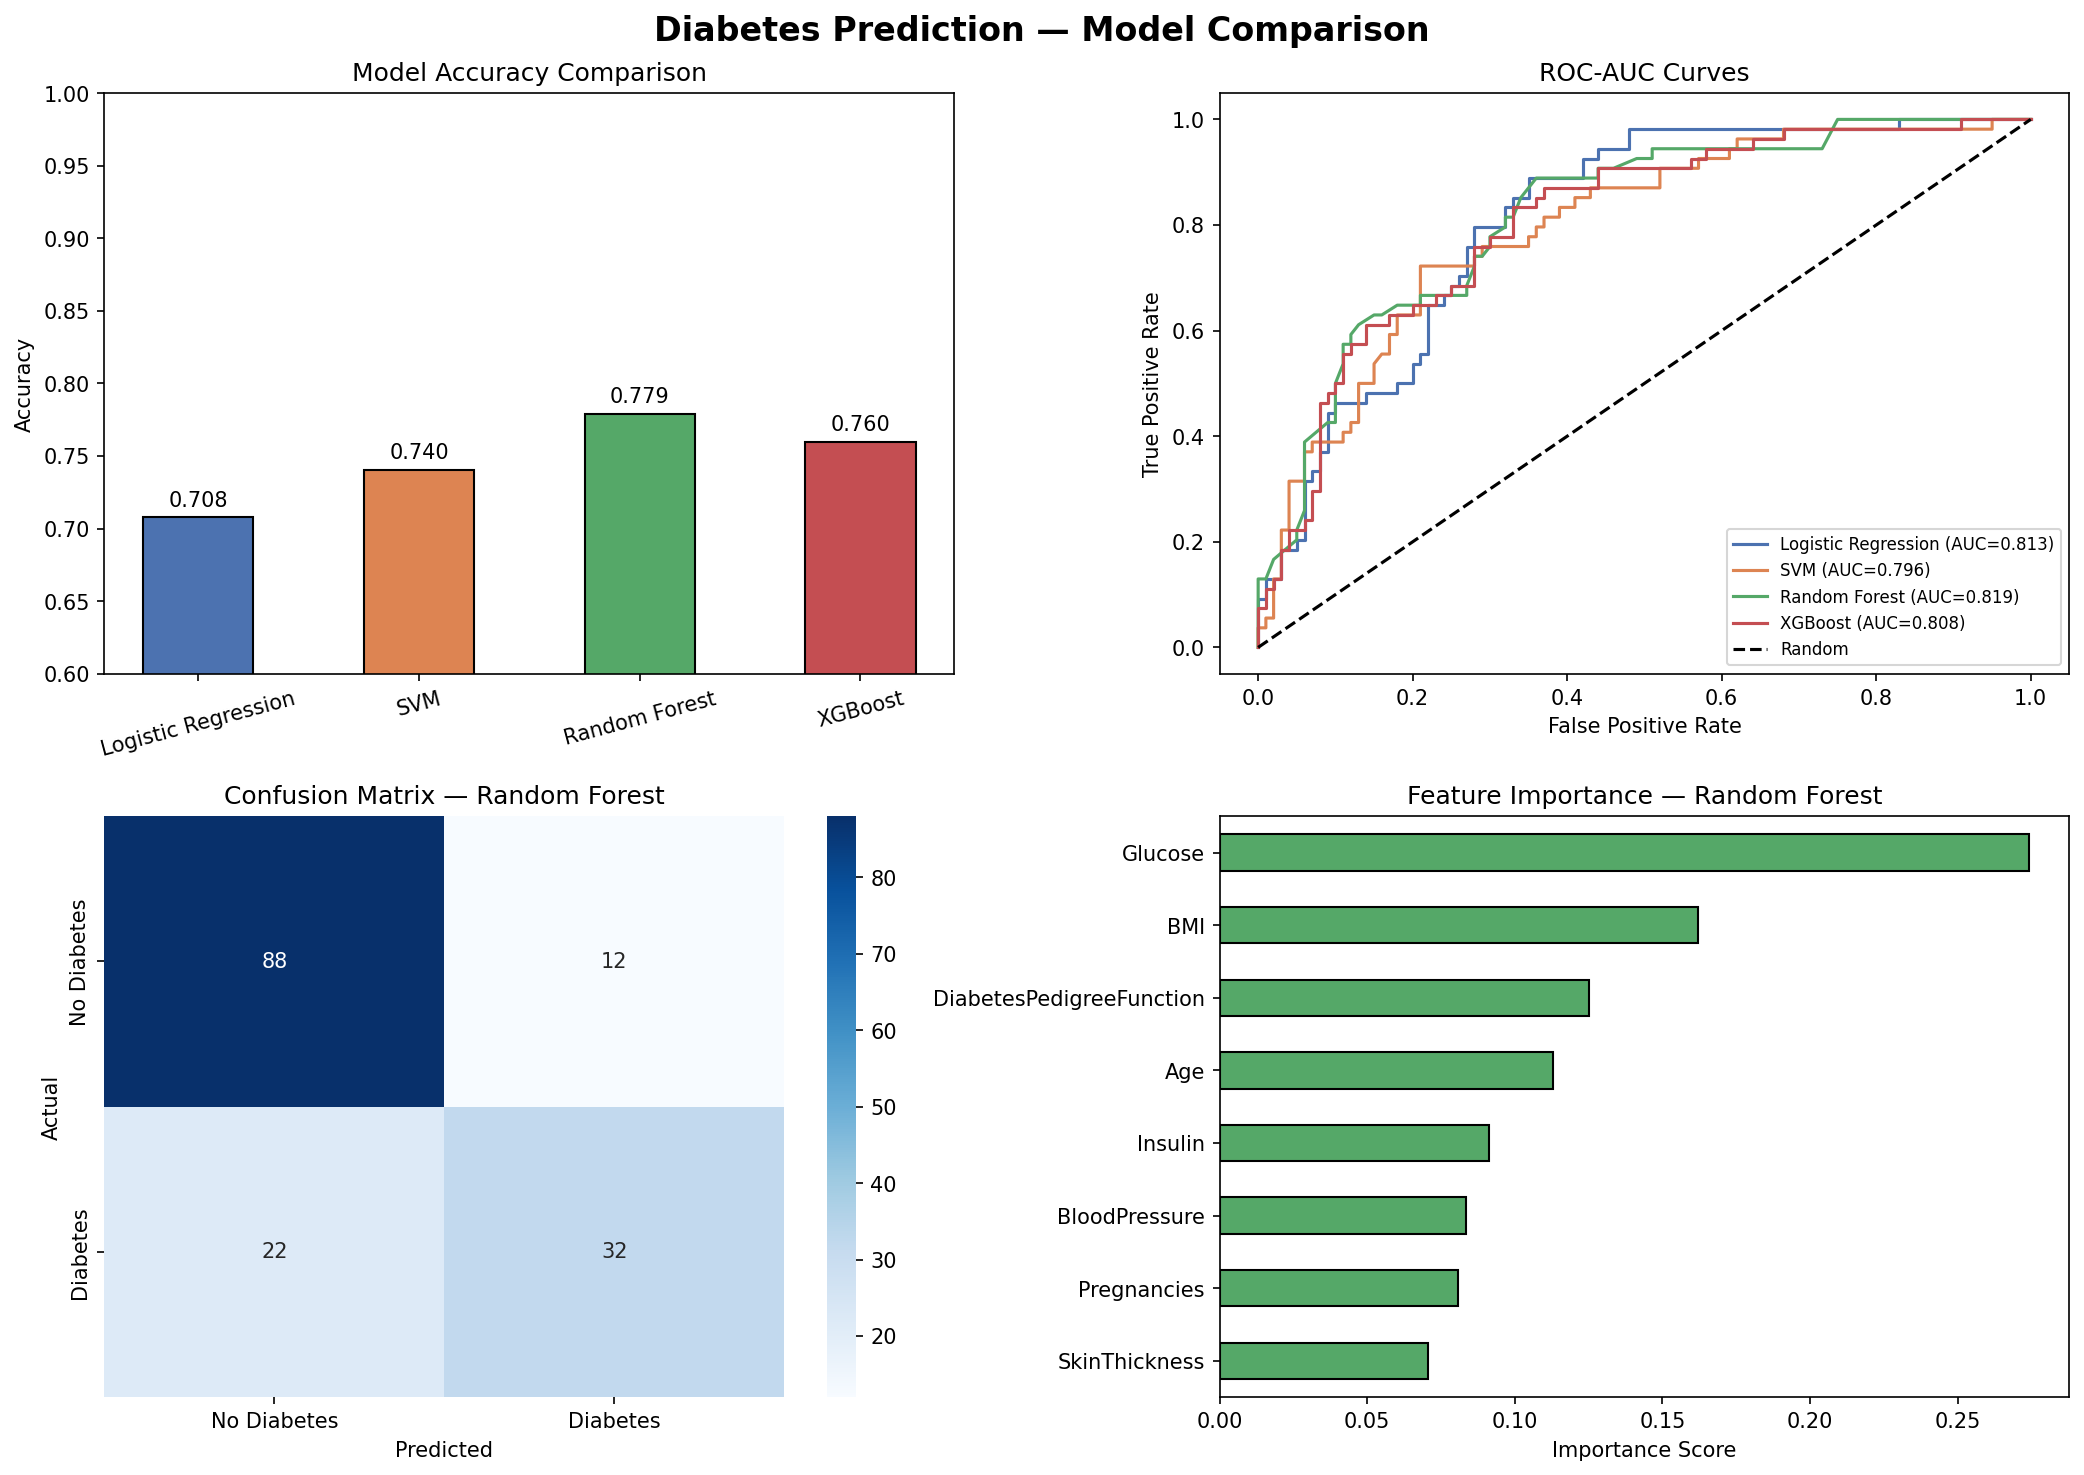 Diabetes Prediction — Model Comparison
Model Accuracy Comparison
1.00
0.95
0.90
0.85
0.80
0.75
0.70
0.65
0.60
Accuracy
0.708
0.740
0.779
0.760
Logistic Regression
SVM
Random Forest
XGBoost
ROC-AUC Curves
1.0
0.8
0.6
0.4
0.2
0.0
True Positive Rate
Logistic Regression (AUC=0.813)
SVM (AUC=0.796)
Random Forest (AUC=0.819)
XGBoost (AUC=0.808)
Random
0.0 0.2 0.4 0.6 0.8 1.0
False Positive Rate
Confusion Matrix — Random Forest
Actual
No Diabetes
88 12
Diabetes
22 32
No Diabetes Diabetes
Predicted
80
70
60
50
40
30
20
Feature Importance — Random Forest
Glucose
BMI
DiabetesPedigreeFunction
Age
Insulin
BloodPressure
Pregnancies
SkinThickness
0.00 0.05 0.10 0.15 0.20 0.25
Importance Score